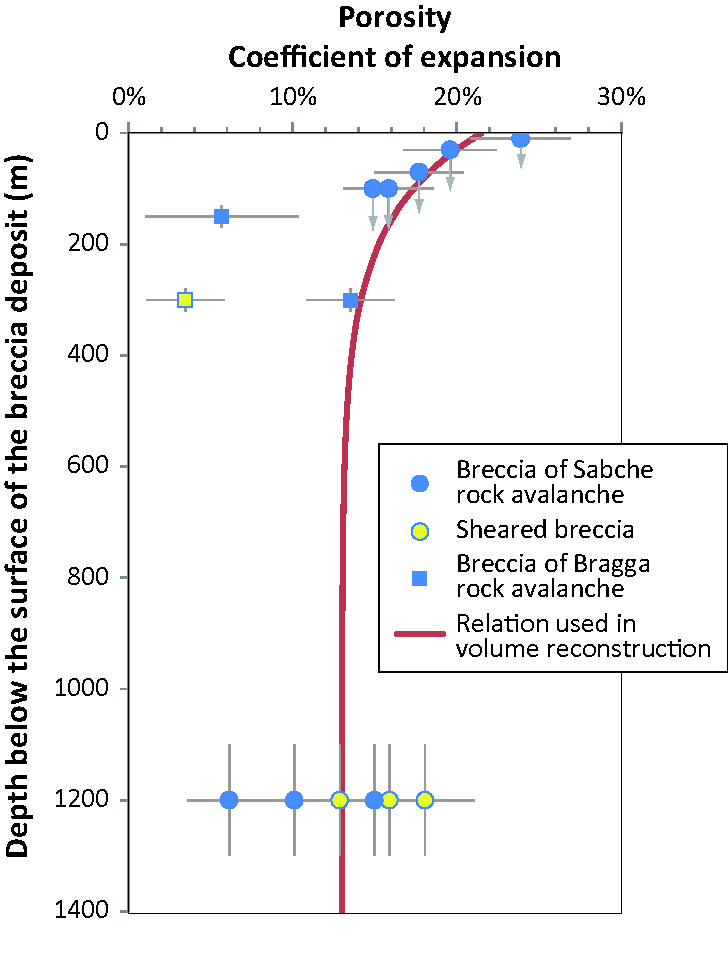 Porosity
Coefficient of expansion
0%
10%
20%
30%
Depth below the surface of the breccia deposit (m)
0
200
400
600
800
1000
1200
1400
Breccia of Sabche
rock avalanche
Sheared breccia
Breccia of Bragga
rock avalanche
Relation used in
volume reconstruction